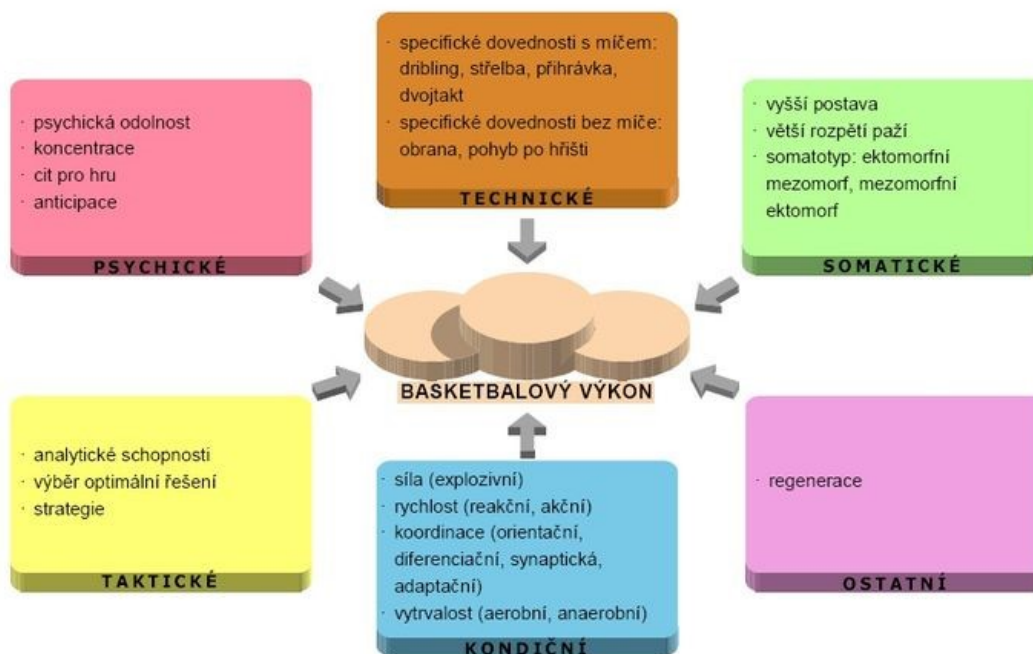 · psychická odolnost
· koncentrace
· cit pro hru
· anticipace
PSYCHICKÉ
· specifické dovednosti s míčem:
dribling, střelba, přihrávka,
dvojtakt
· specifické dovednosti bez míče:
obrana, pohyb po hřišti
TECHNICKÉ
· vyšší postava
· větší rozpětí paží
· somatotyp: ektomorfní
mezomorf, mezomorfní
ektomorf
SOMATICKÉ
BASKETBALOVÝ VÝKON
· analytické schopnosti
· výběr optimální řešení
· strategie
TAKTICKÉ
· síla (explozivní)
· rychlost (reakční, akční)
· koordinace (orientační,
diferenciační, synaptická,
adaptační)
· vytrvalost (aerobní, anaerobní)
KONDIČNÍ
· regenerace
OSTATNÍ